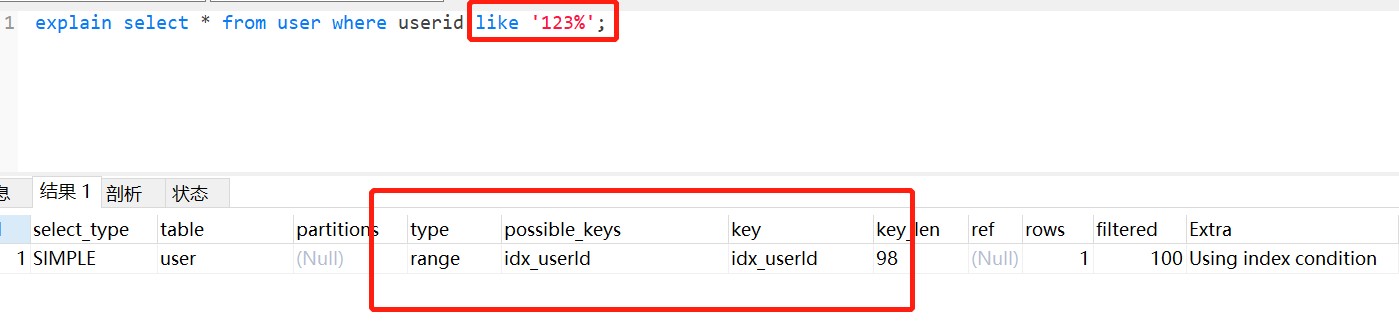 1 explain select * from user where userid like '123%';
息 结果 1 剖析 状态
select_type table partitions type possible_keys key key_len ref rows filtered Extra
1 SIMPLE user (Null) range idx_userId idx_userId 98 (Null) 1 100 Using index condition